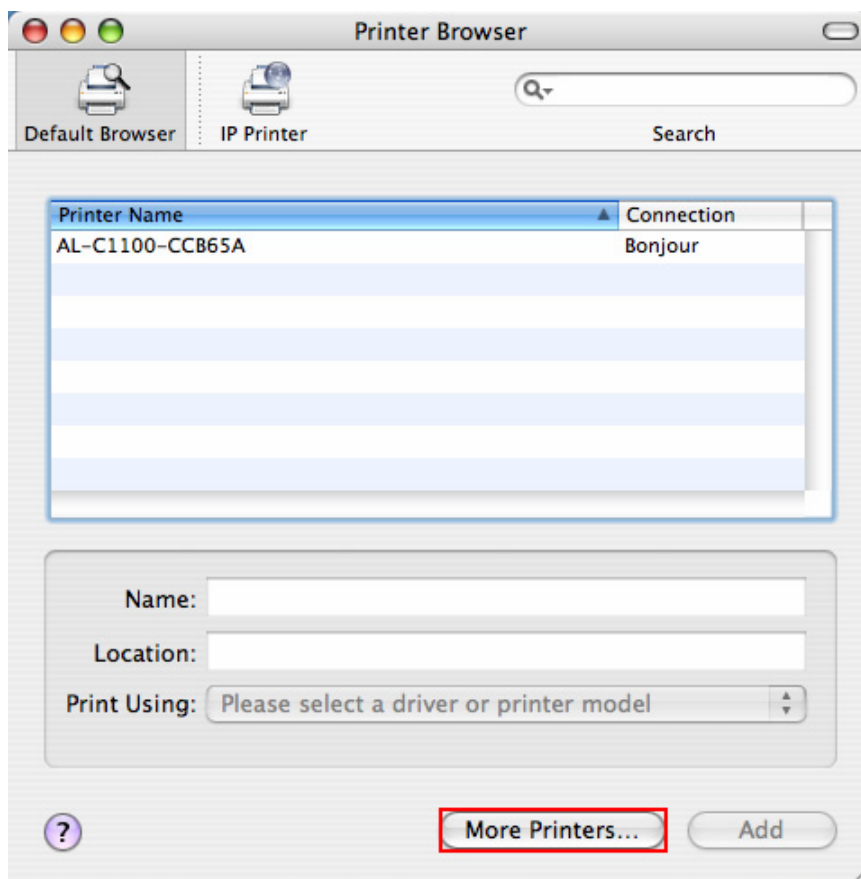 Printer Browser
Default Browser
IP Printer
Search
Printer Name
Connection
AL-C1100-CCB65A
Bonjour
Name:
Location:
Print Using: Please select a driver or printer model
? More Printers... Add